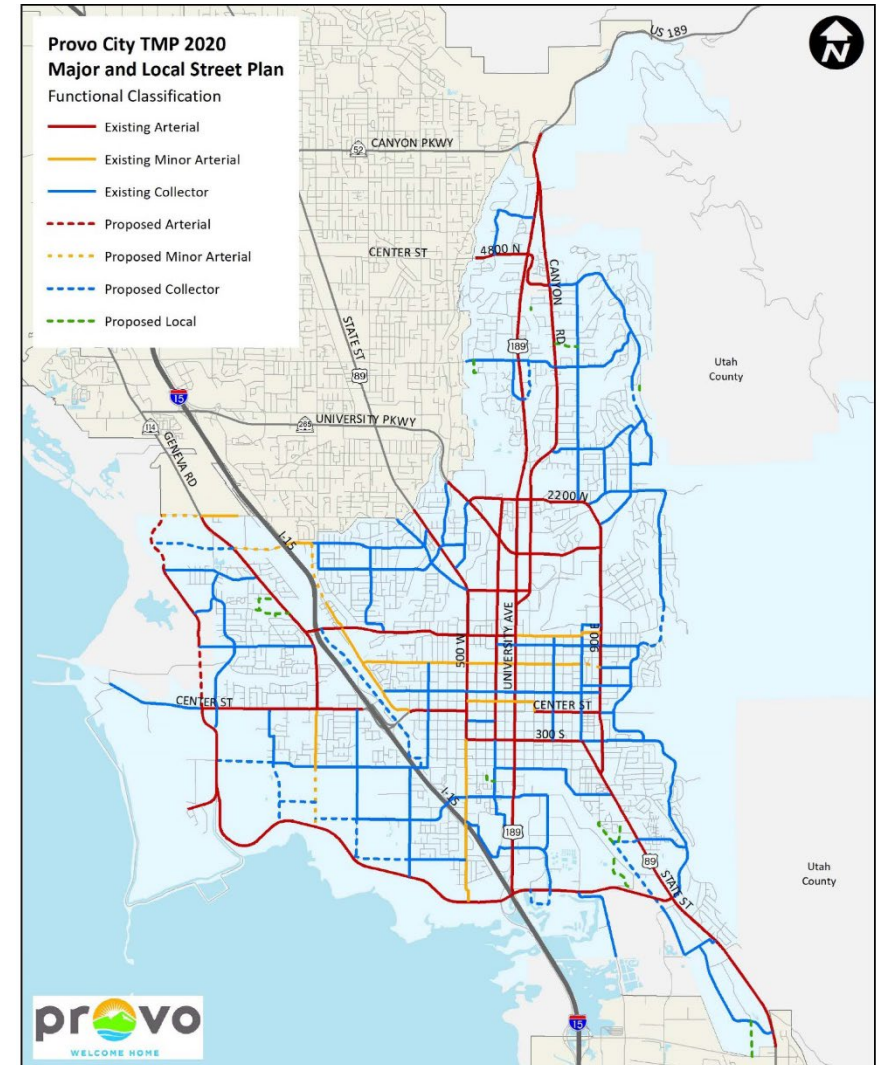 Provo City TMP 2020
Major and Local Street Plan
Functional Classification
Existing Arterial
Existing Minor Arterial
Existing Collector
Proposed Arterial
Proposed Minor Arterial
Proposed Collector
Proposed Local
N
US 189
CANYON PKWY
52
CENTER ST
4800 N
CANYON RD
STATE ST
89
189
Utah
County
15
UNIVERSITY PKWY
265
114
GENEVA RD
2200W
I-15
500 W
UNIVERSITY AVE
900 E
CENTER ST
CENTER ST
300 S
I-15
189
89
STATE ST
Utah
County
15
provo
WELCOME HOME